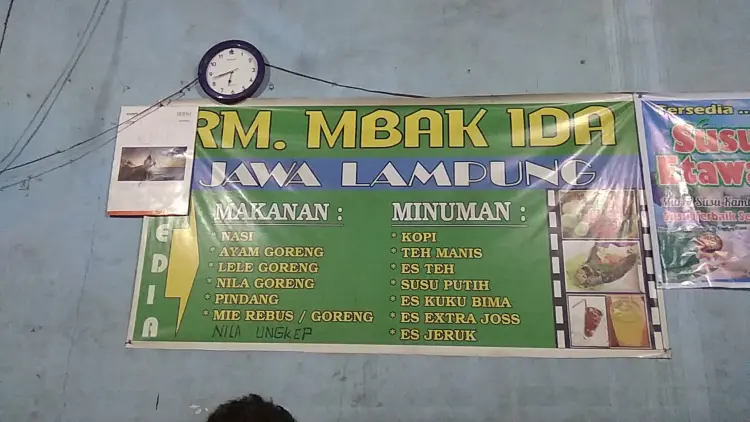 RM. MBAK IDA
JAWA LAMPUNG
EDIA
MAKANAN :
* NASI
* AYAM GORENG
* LELE GORENG
* NILA GORENG
* PINDANG
* MIE REBUS / GORENG
NILA UNGKEP
MINUMAN :
* KOPI
* TEH MANIS
* ES TEH
* SUSU PUTIH
* ES KUKU BIMA
* ES EXTRA JOSS
* ES JERUK
Tersedia ..
Susu
Etawa